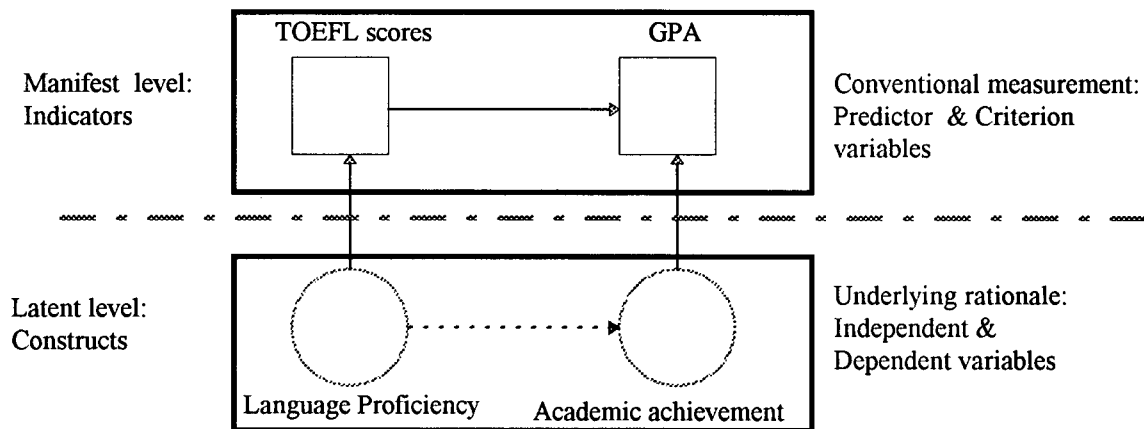 TOEFL scores
GPA
Manifest level:
Indicators
Conventional measurement:
Predictor & Criterion
variables
Latent level:
Constructs
Underlying rationale:
Independent &
Dependent variables
Language Proficiency
Academic achievement